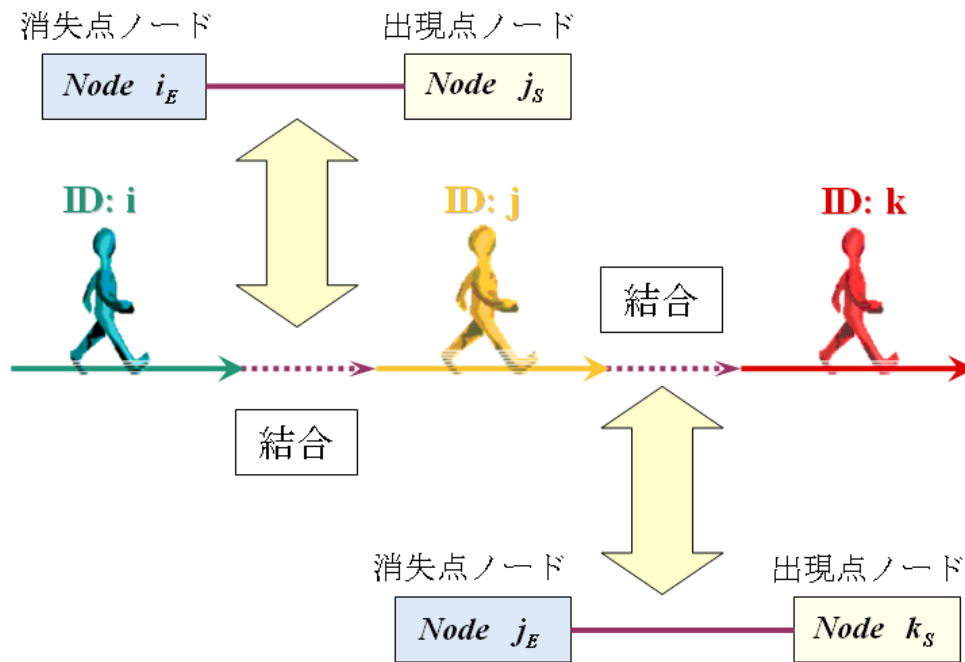 消失点ノード 出現点ノード
Node i_E Node j_S
ID: i ID: j ID: k
結合
結合
消失点ノード 出現点ノード
Node j_E Node k_S